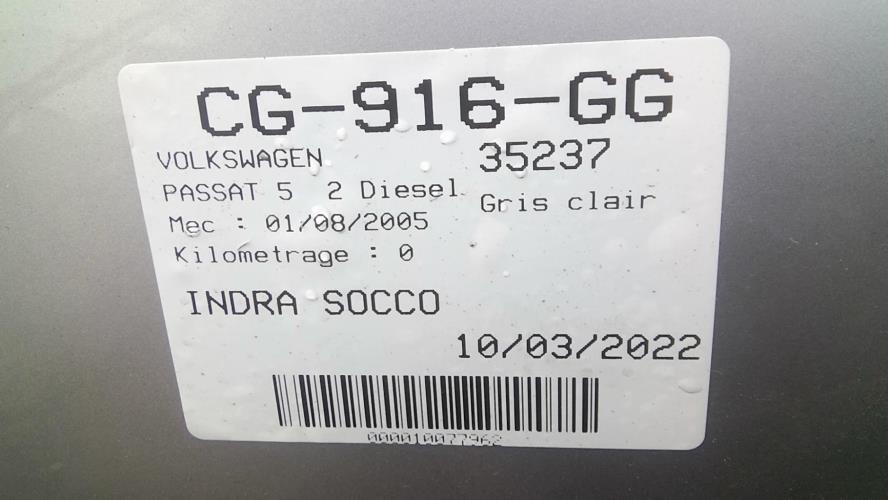 CG-916-GG
VOLKSWAGEN 35237
PASSAT 5 2 Diesel Gris clair
Mec : 01/08/2005
Kilometrage : 0
INDRA SOCCO
10/03/2022
000010077962